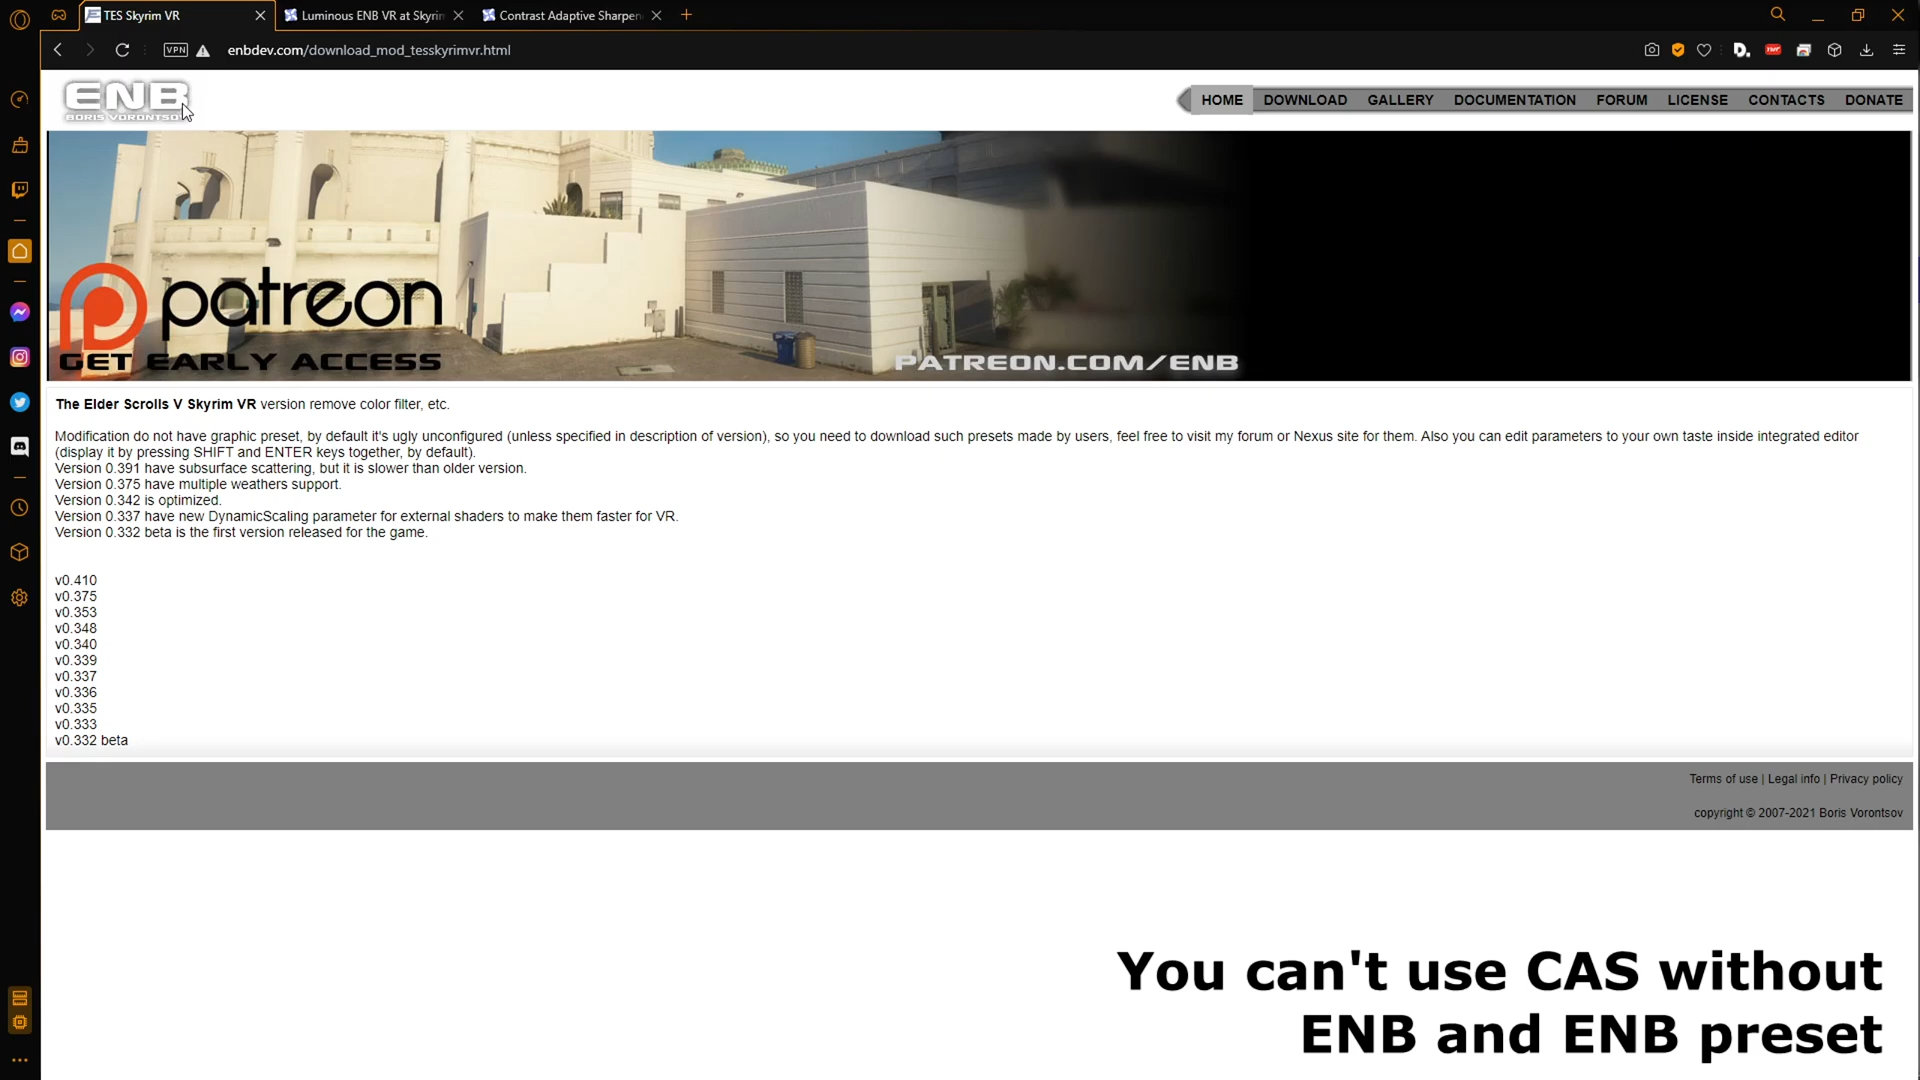 TES Skyrim VR
Luminous ENB VR at Skyrim
Contrast Adaptive Sharpen
VPN
enbdev.com/download_mod_tesskyrimvr.html
ENB
BORIS VORONTSOV
HOME DOWNLOAD GALLERY DOCUMENTATION FORUM LICENSE CONTACTS DONATE
patreon
GET EARLY ACCESS
PATREON.COM/ENB
The Elder Scrolls V Skyrim VR version remove color filter, etc.
Modification do not have graphic preset, by default it's ugly unconfigured (unless specified in description of version), so you need to download such presets made by users, feel free to visit my forum or Nexus site for them. Also you can edit parameters to your own taste inside integrated editor
(display it by pressing SHIFT and ENTER keys together, by default).
Version 0.391 have subsurface scattering, but it is slower than older version.
Version 0.375 have multiple weathers support.
Version 0.342 is optimized.
Version 0.337 have new DynamicScaling parameter for external shaders to make them faster for VR.
Version 0.332 beta is the first version released for the game.
v0.410
v0.375
v0.353
v0.348
v0.340
v0.339
v0.337
v0.336
v0.335
v0.333
v0.332 beta
Terms of use | Legal info | Privacy policy
copyright © 2007-2021 Boris Vorontsov
You can't use CAS without
ENB and ENB preset